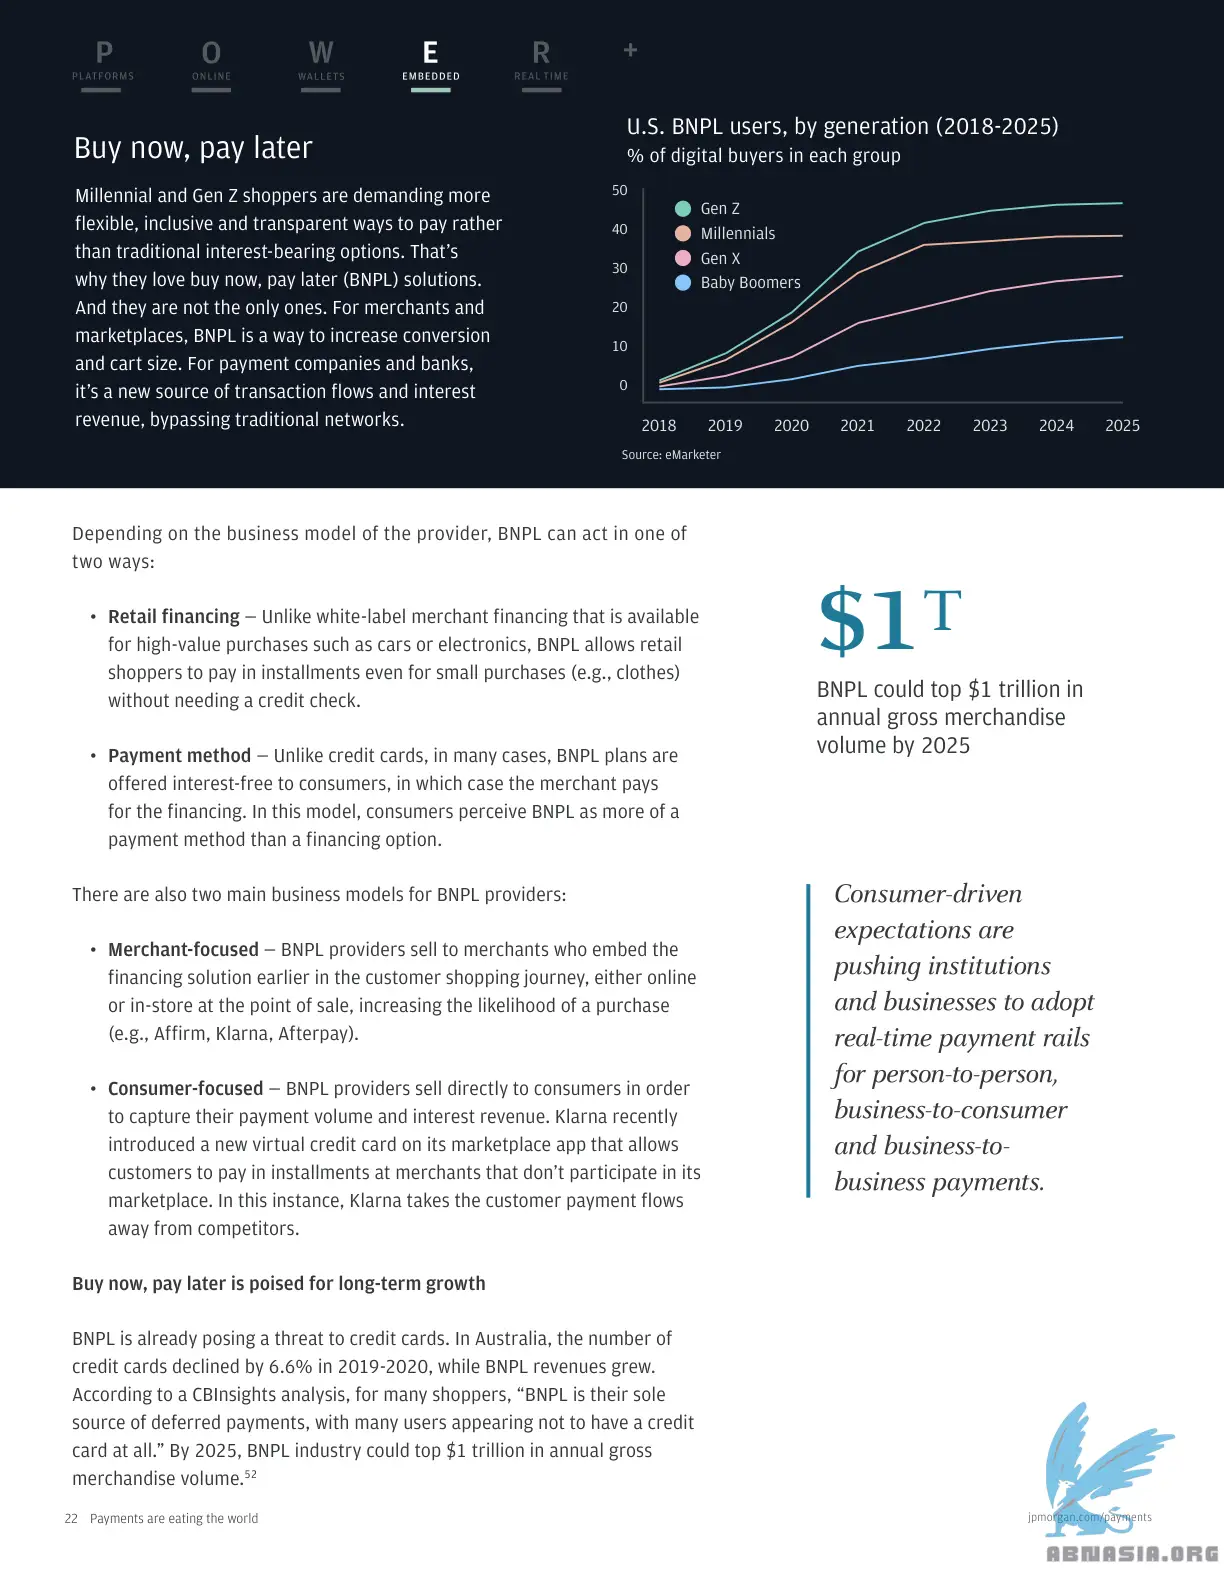 P O W E R +
PLATFORMS ONLINE WALLETS EMBEDDED REAL TIME
Buy now, pay later
Millennial and Gen Z shoppers are demanding more
flexible, inclusive and transparent ways to pay rather
than traditional interest-bearing options. That’s
why they love buy now, pay later (BNPL) solutions.
And they are not the only ones. For merchants and
marketplaces, BNPL is a way to increase conversion
and cart size. For payment companies and banks,
it’s a new source of transaction flows and interest
revenue, bypassing traditional networks.
U.S. BNPL users, by generation (2018-2025)
% of digital buyers in each group
50
40
30
20
10
0
Gen Z
Millennials
Gen X
Baby Boomers
2018 2019 2020 2021 2022 2023 2024 2025
Source: eMarketer
Depending on the business model of the provider, BNPL can act in one of
two ways:
• Retail financing – Unlike white-label merchant financing that is available
for high-value purchases such as cars or electronics, BNPL allows retail
shoppers to pay in installments even for small purchases (e.g., clothes)
without needing a credit check.
• Payment method – Unlike credit cards, in many cases, BNPL plans are
offered interest-free to consumers, in which case the merchant pays
for the financing. In this model, consumers perceive BNPL as more of a
payment method than a financing option.
There are also two main business models for BNPL providers:
• Merchant-focused – BNPL providers sell to merchants who embed the
financing solution earlier in the customer shopping journey, either online
or in-store at the point of sale, increasing the likelihood of a purchase
(e.g., Affirm, Klarna, Afterpay).
• Consumer-focused – BNPL providers sell directly to consumers in order
to capture their payment volume and interest revenue. Klarna recently
introduced a new virtual credit card on its marketplace app that allows
customers to pay in installments at merchants that don’t participate in its
marketplace. In this instance, Klarna takes the customer payment flows
away from competitors.
Buy now, pay later is poised for long-term growth
BNPL is already posing a threat to credit cards. In Australia, the number of
credit cards declined by 6.6% in 2019-2020, while BNPL revenues grew.
According to a CBInsights analysis, for many shoppers, “BNPL is their sole
source of deferred payments, with many users appearing not to have a credit
card at all.” By 2025, BNPL industry could top $1 trillion in annual gross
merchandise volume.52
$1T
BNPL could top $1 trillion in
annual gross merchandise
volume by 2025
Consumer-driven
expectations are
pushing institutions
and businesses to adopt
real-time payment rails
for person-to-person,
business-to-consumer
and business-to-
business payments.
22 Payments are eating the world
jpmorgan.com/payments
ABNASIA.ORG